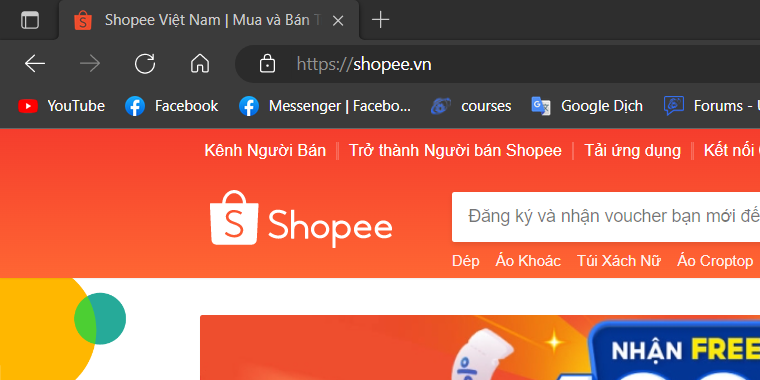 Shopee Việt Nam | Mua và Bán T
https://shopee.vn
YouTube Facebook Messenger | Facebo... courses Google Dịch Forums - U
Kênh Người Bán Trở thành Người bán Shopee Tải ứng dụng Kết nối
S Shopee
Đăng ký và nhận voucher bạn mới đế
Dép Áo Khoác Túi Xách Nữ Áo Croptop
NHẬN FREE